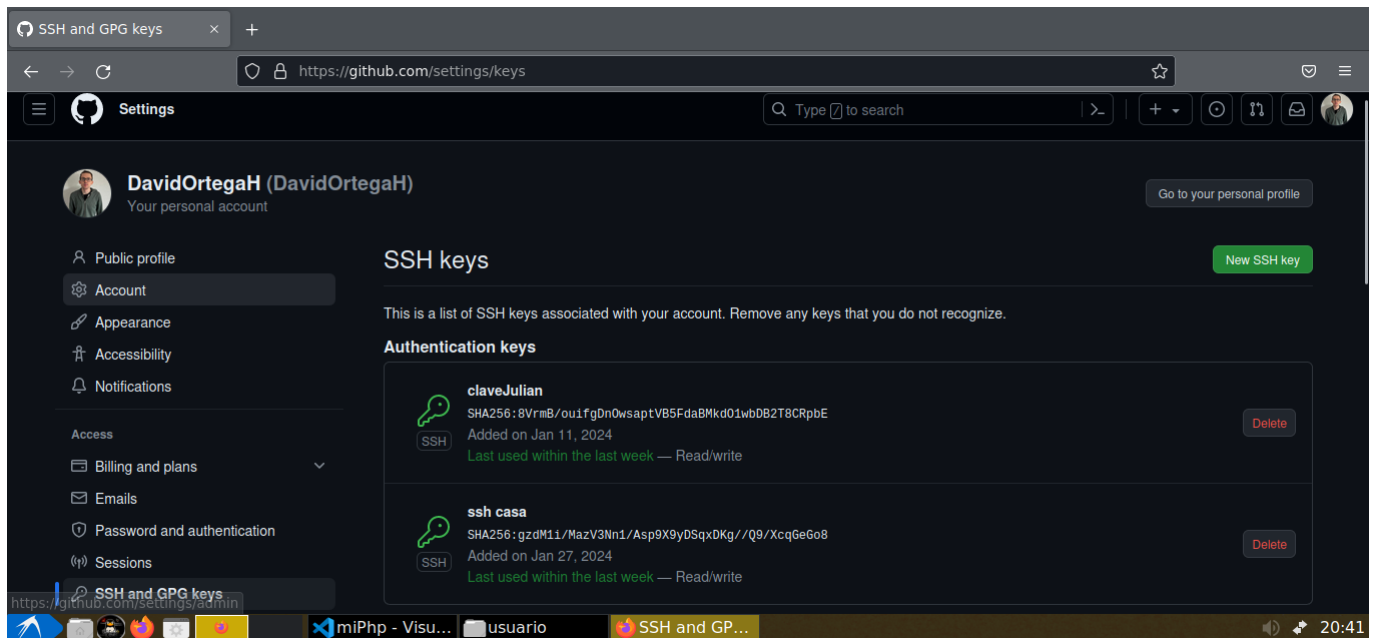 SSH and GPG keys
https://github.com/settings/keys
Settings
Type / to search
DavidOrtegaH (DavidOrtegaH)
Your personal account
Go to your personal profile
Public profile
Account
Appearance
Accessibility
Notifications
Access
Billing and plans
Emails
Password and authentication
Sessions
SSH and GPG keys
https://github.com/settings/admin
SSH keys
New SSH key
This is a list of SSH keys associated with your account. Remove any keys that you do not recognize.
Authentication keys
claveJulian
SHA256:8VrmB/ouifgDnOwsaptVB5FdaBMkdO1wbDB2T8CRpbE
SSH
Added on Jan 11, 2024
Last used within the last week — Read/write
Delete
ssh casa
SHA256:gzdM1i/MazV3Nn1/Asp9X9yDSqxDKg//Q9/XcqGeGo8
SSH
Added on Jan 27, 2024
Last used within the last week — Read/write
Delete
miPhp - Visu...
usuario
SSH and GP...
20:41